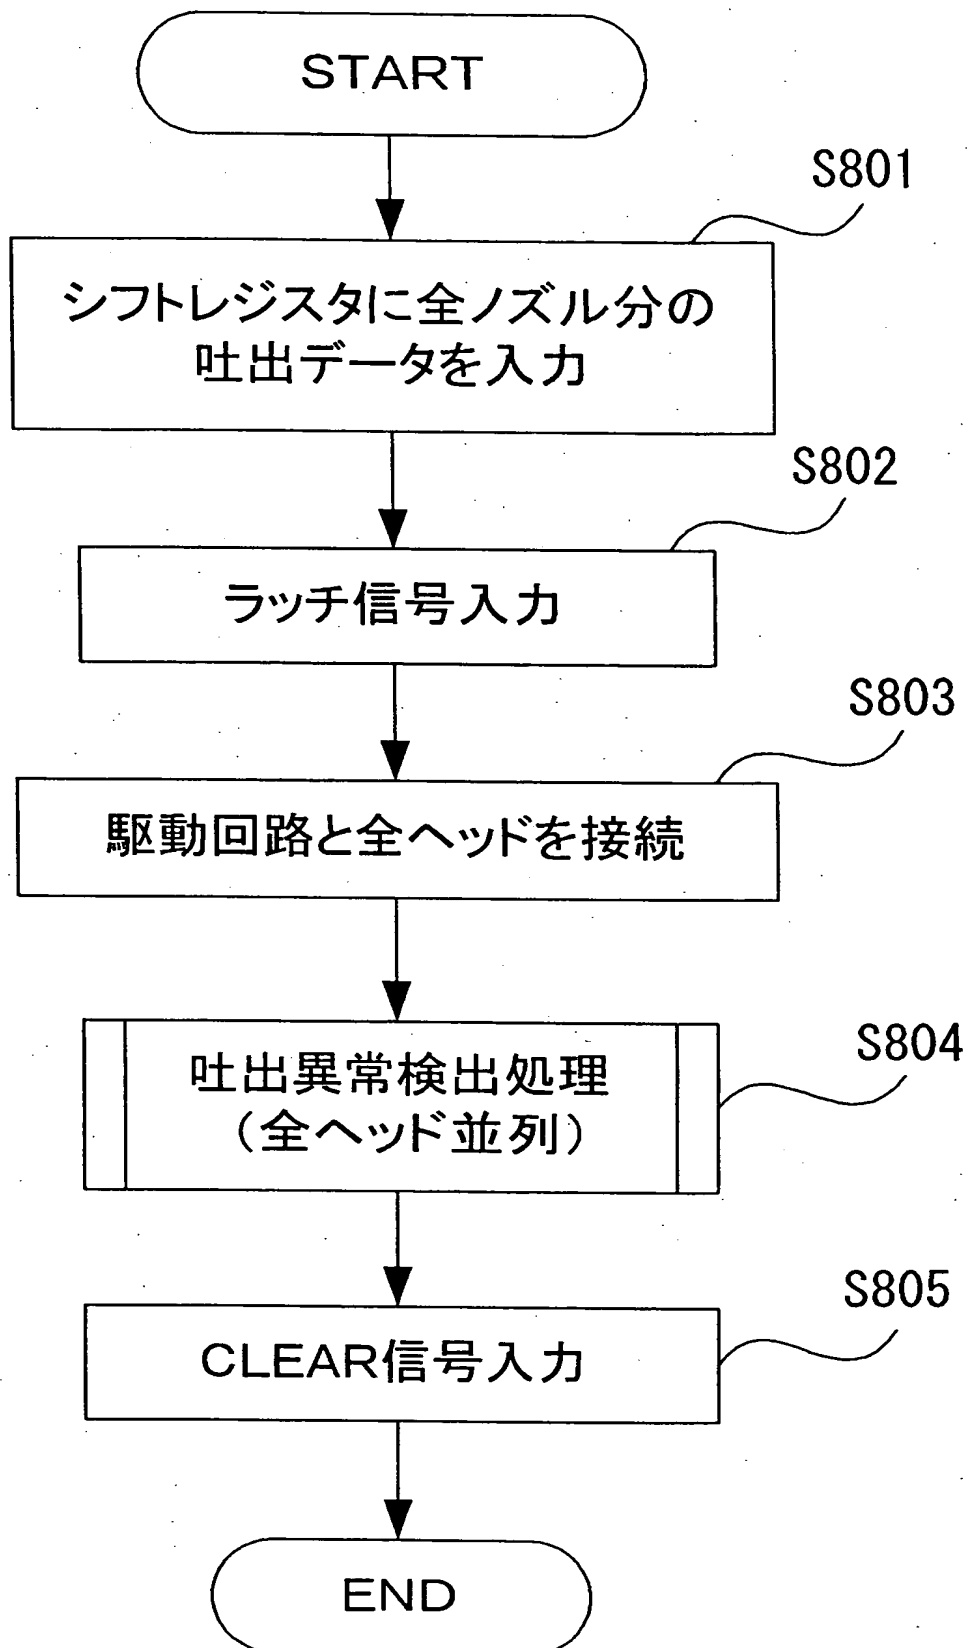 START
S801
シフトレジスタに全ノズル分の
吐出データを入力
S802
ラッチ信号入力
S803
駆動回路と全ヘッドを接続
S804
吐出異常検出処理
(全ヘッド並列)
S805
CLEAR信号入力
END